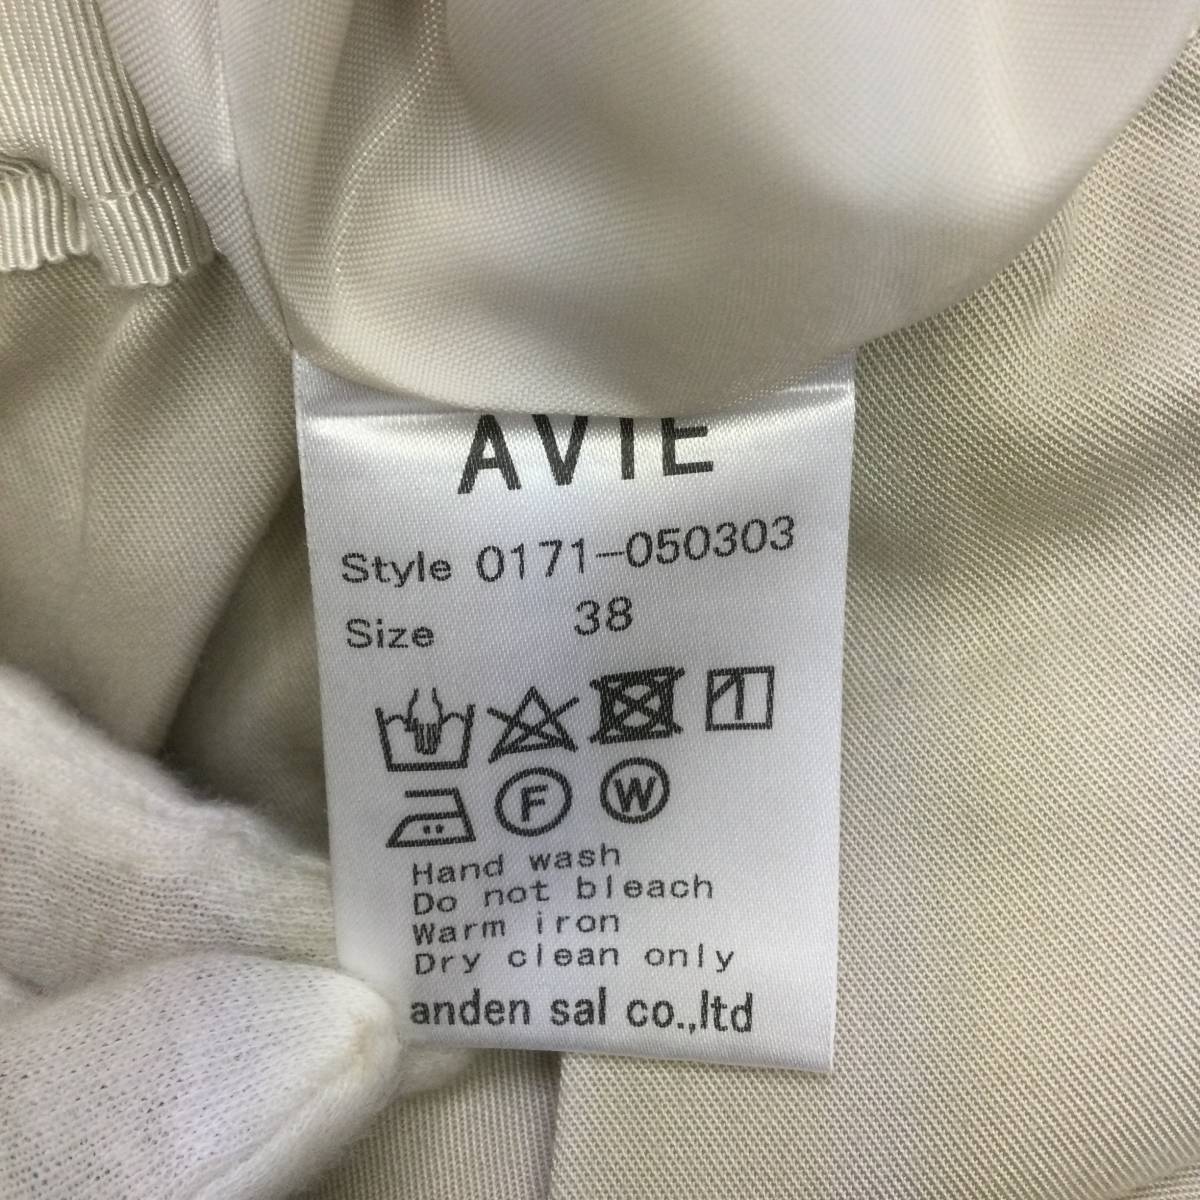 AVIE
Style 0171-050303
Size 38
F W
Hand wash
Do not bleach
Warm iron
Dry clean only
anden sal co.,ltd